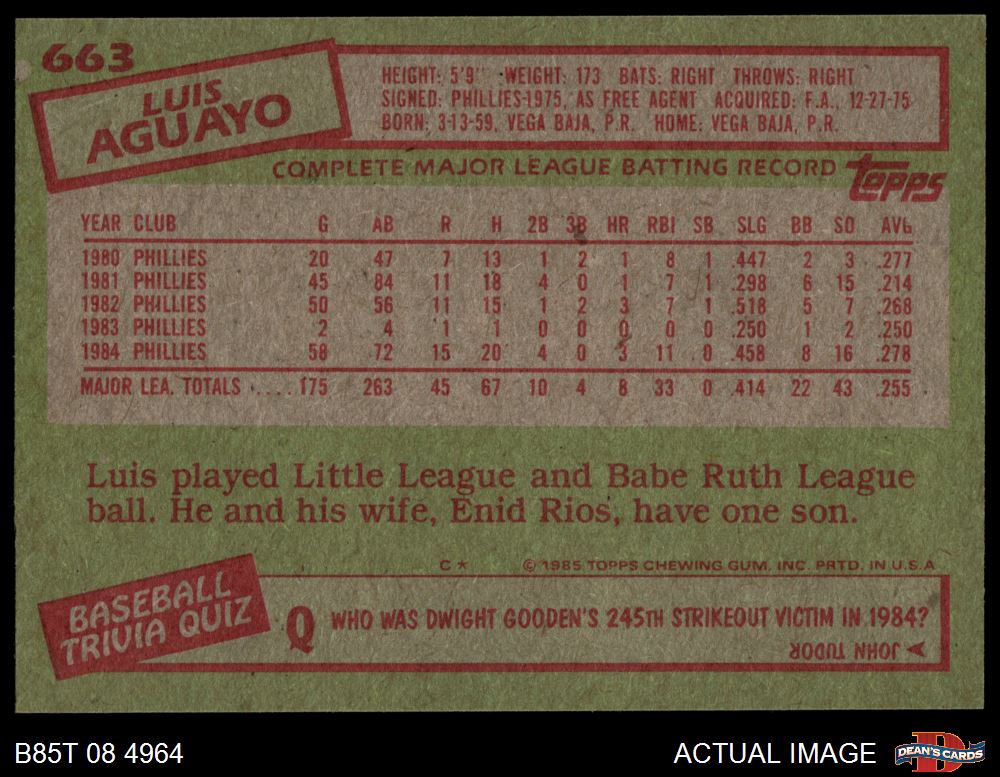 663
LUIS
AGUAYO
HEIGHT: 5'9" WEIGHT: 173 BATS: RIGHT THROWS: RIGHT
SIGNED: PHILLIES-1975, AS FREE AGENT ACQUIRED: F.A., 12-27-75
BORN: 3-13-59, VEGA BAJA, P.R. HOME: VEGA BAJA, P.R.
COMPLETE MAJOR LEAGUE BATTING RECORD
Topps
YEAR CLUB G AB R H 2B 3B HR RBI SB SLG BB SO AVG
1980 PHILLIES 20 47 7 13 1 2 1 8 1 .447 2 3 .277
1981 PHILLIES 45 84 11 18 4 0 1 7 1 .298 6 15 .214
1982 PHILLIES 50 56 11 15 1 2 3 7 1 .518 5 7 .268
1983 PHILLIES 2 4 1 1 0 0 0 0 0 .250 1 2 .250
1984 PHILLIES 58 72 15 20 4 0 3 11 0 .458 8 16 .278
MAJOR LEA. TOTALS .... 175 263 45 67 10 4 8 33 0 .414 22 43 .255
Luis played Little League and Babe Ruth League
ball. He and his wife, Enid Rios, have one son.
C* © 1985 TOPPS CHEWING GUM, INC. PRTD. IN U.S.A
BASEBALL
TRIVIA QUIZ
Q WHO WAS DWIGHT GOODEN'S 245TH STRIKEOUT VICTIM IN 1984?
JOHN TUDOR
B85T 08 4964
ACTUAL IMAGE
DEAN'S CARDS